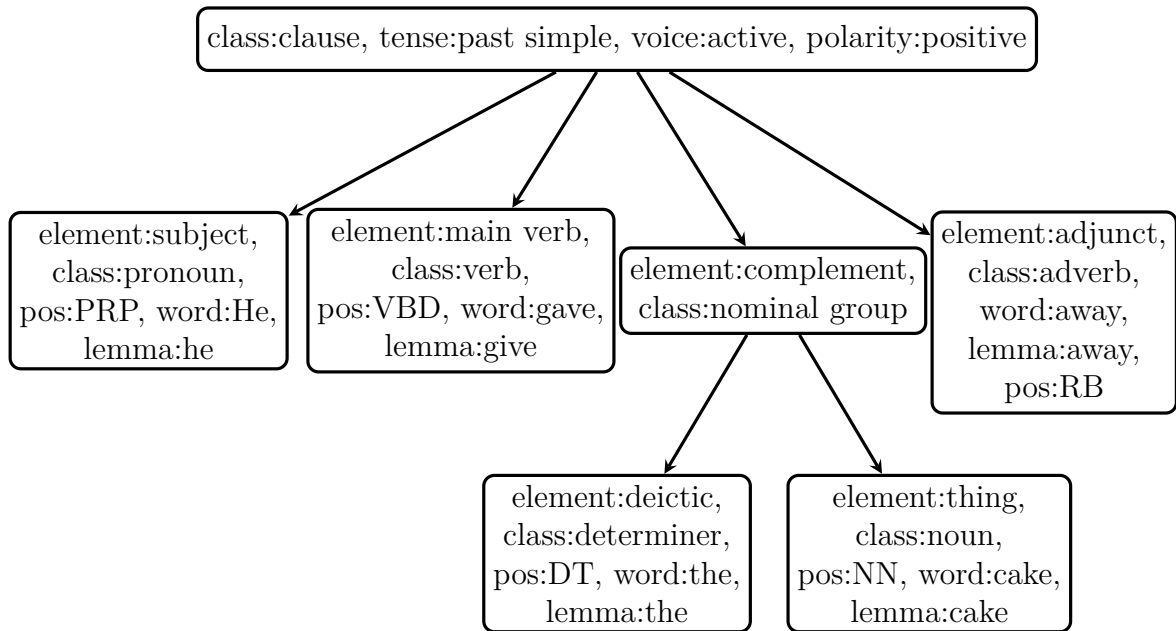 class:clause, tense:past simple, voice:active, polarity:positive
element:subject,
class:pronoun,
pos:PRP, word:He,
lemma:he
element:main verb,
class:verb,
pos:VBD, word:gave,
lemma:give
element:complement,
class:nominal group
element:adjunct,
class:adverb,
word:away,
lemma:away,
pos:RB
element:deictic,
class:determiner,
pos:DT, word:the,
lemma:the
element:thing,
class:noun,
pos:NN, word:cake,
lemma:cake